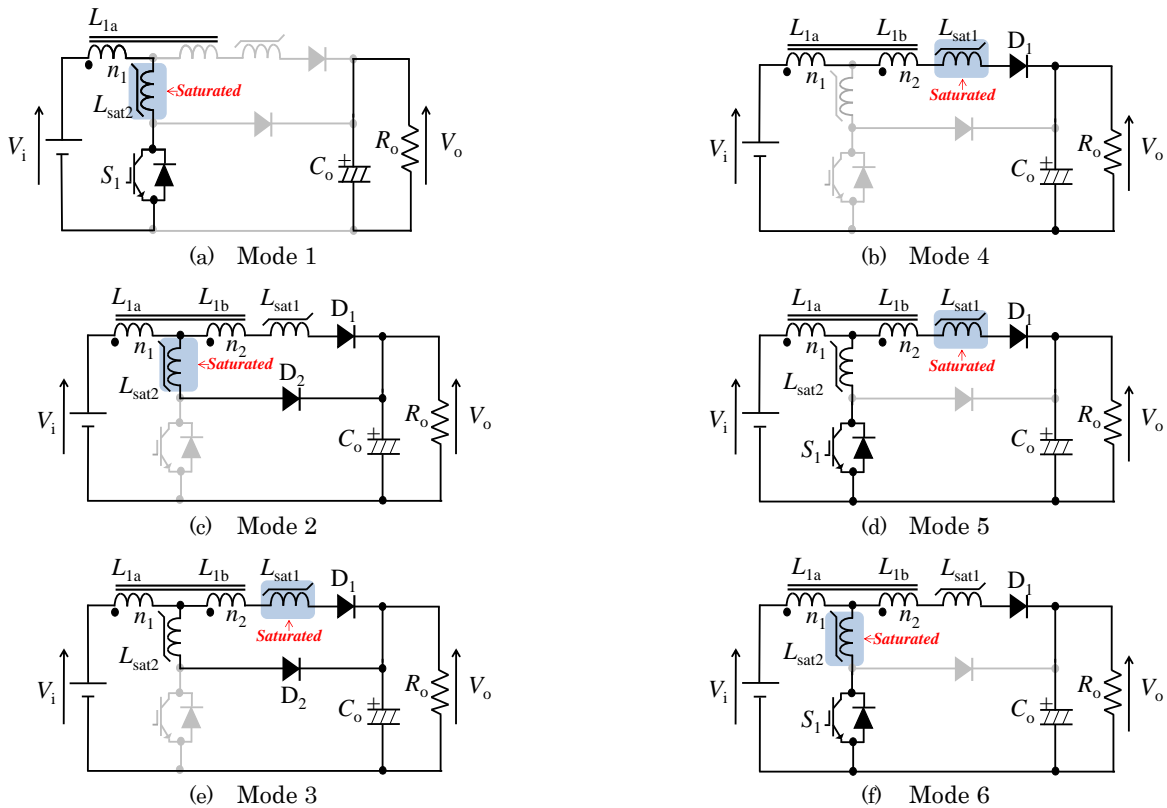 L1a
n1
Lsat2
Saturated
Vi
S1
Co
+
Ro
Vo
(a) Mode 1
L1a
L1b
Lsat1
D1
n1
n2
Saturated
Vi
Co
+
Ro
Vo
(b) Mode 4
L1a
L1b
Lsat1
D1
n1
n2
Saturated
Lsat2
D2
Vi
Co
+
Ro
Vo
(c) Mode 2
L1a
L1b
Lsat1
D1
n1
n2
Saturated
Lsat2
Vi
S1
Co
+
Ro
Vo
(d) Mode 5
L1a
L1b
Lsat1
D1
n1
n2
Saturated
Lsat2
D2
Vi
Co
+
Ro
Vo
(e) Mode 3
L1a
L1b
Lsat1
D1
n1
n2
Saturated
Lsat2
Vi
S1
Co
+
Ro
Vo
(f) Mode 6